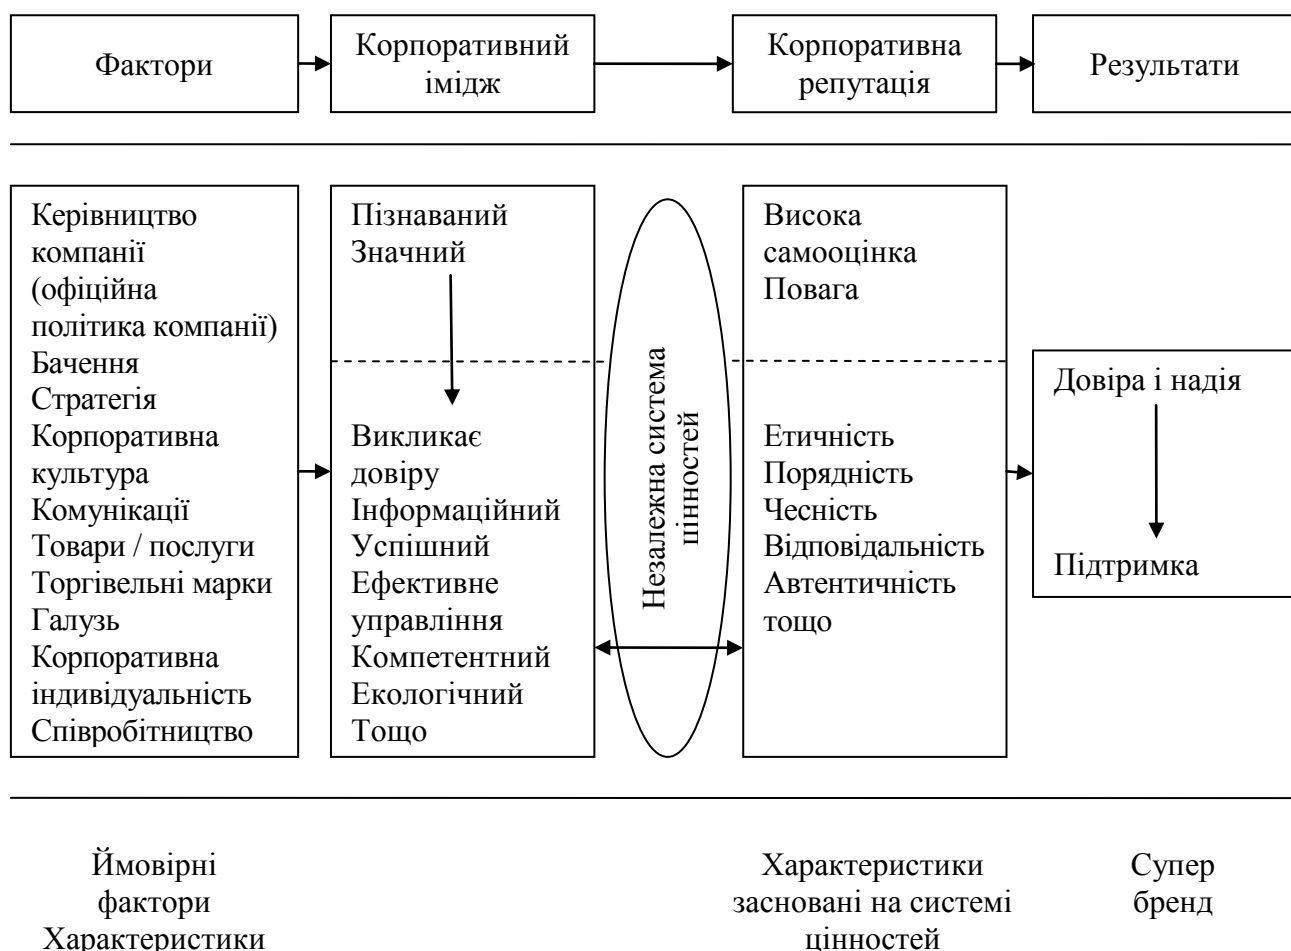 Фактори
Корпоративний
імідж
Корпоративна
репутація
Результати
Керівництво
компанії
(офіційна
політика компанії)
Бачення
Стратегія
Корпоративна
культура
Комунікації
Товари / послуги
Торгівельні марки
Галузь
Корпоративна
індивідуальність
Співробітництво
Пізнаваний
Значний
Викликає
довіру
Інформаційний
Успішний
Ефективне
управління
Компетентний
Екологічний
Тощо
Незалежна система
цінностей
Висока
самооцінка
Повага
Етичність
Порядність
Чесність
Відповідальність
Автентичність
тощо
Довіра і надія
Підтримка
Ймовірні
фактори
Характеристики
Характеристики
засновані на системі
цінностей
Супер
бренд